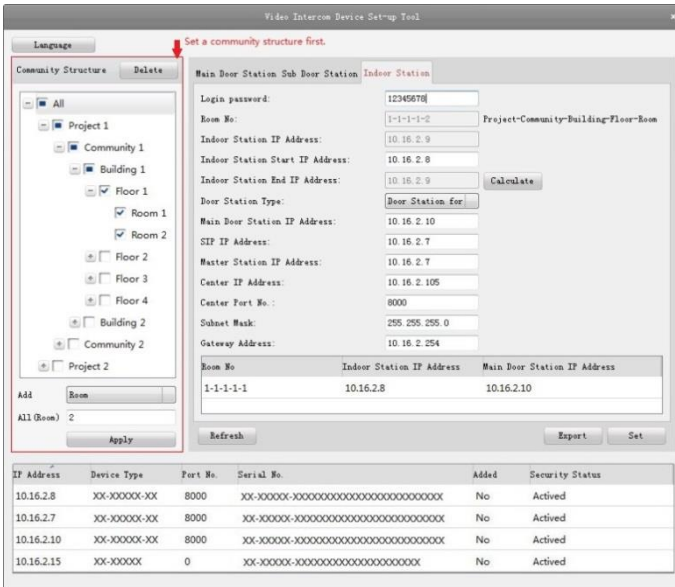 Video Intercom Device Set-up Tool
Language
Set a community structure first.
Community Structure Delete
All
Project 1
Community 1
Building 1
Floor 1
Room 1
Room 2
Floor 2
Floor 3
Floor 4
Building 2
Community 2
Project 2
Add Room
All(Room) 2
Apply
Main Door Station Sub Door Station Indoor Station
Login password: 12345678
Room No: 1-1-1-1-2 Project-Community-Building-Floor-Room
Indoor Station IP Address: 10.16.2.9
Indoor Station Start IP Address: 10.16.2.8
Indoor Station End IP Address: 10.16.2.9 Calculate
Door Station Type: Door Station for
Main Door Station IP Address: 10.16.2.10
SIP IP Address: 10.16.2.7
Master Station IP Address: 10.16.2.7
Center IP Address: 10.16.2.105
Center Port No.: 8000
Subnet Mask: 255.255.255.0
Gateway Address: 10.16.2.254
Room No Indoor Station IP Address Main Door Station IP Address
1-1-1-1-1 10.16.2.8 10.16.2.10
Refresh Export Set
IP Address Device Type Port No. Serial No. Added Security Status
10.16.2.8 XX-XXXXX-XX 8000 XX-XXXXX-XXXXXXXXXXXXXXXXXXXXXXX No Actived
10.16.2.7 XX-XXXXX-XX 8000 XX-XXXXX-XXXXXXXXXXXXXXXXXXXXXXX No Actived
10.16.2.10 XX-XXXXX-XX 8000 XX-XXXXX-XXXXXXXXXXXXXXXXXXXXXXX No Actived
10.16.2.15 XX-XXXXX 0 XX-XXXXX-XXXXXXXXXXXXXXXXXXXX No Actived